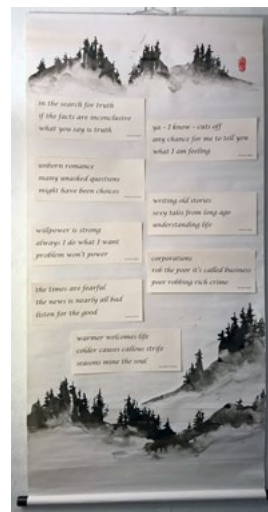 in the search for truth
if the facts are inconclusive
what you say is truth
ya - I know - cuts off
any chance for me to tell you
what I am feeling
unborn romance
many unasked questions
might have been choices
writing old stories
sexy tales from long ago
understanding life
willpower is strong
always I do what I want
problem won't power
corporations
rob the poor it's called business
poor robbing rich crime
the times are fearful
the news is nearly all bad
listen for the good
warmer welcomes life
colder causes callous strife
seasons mine the soul